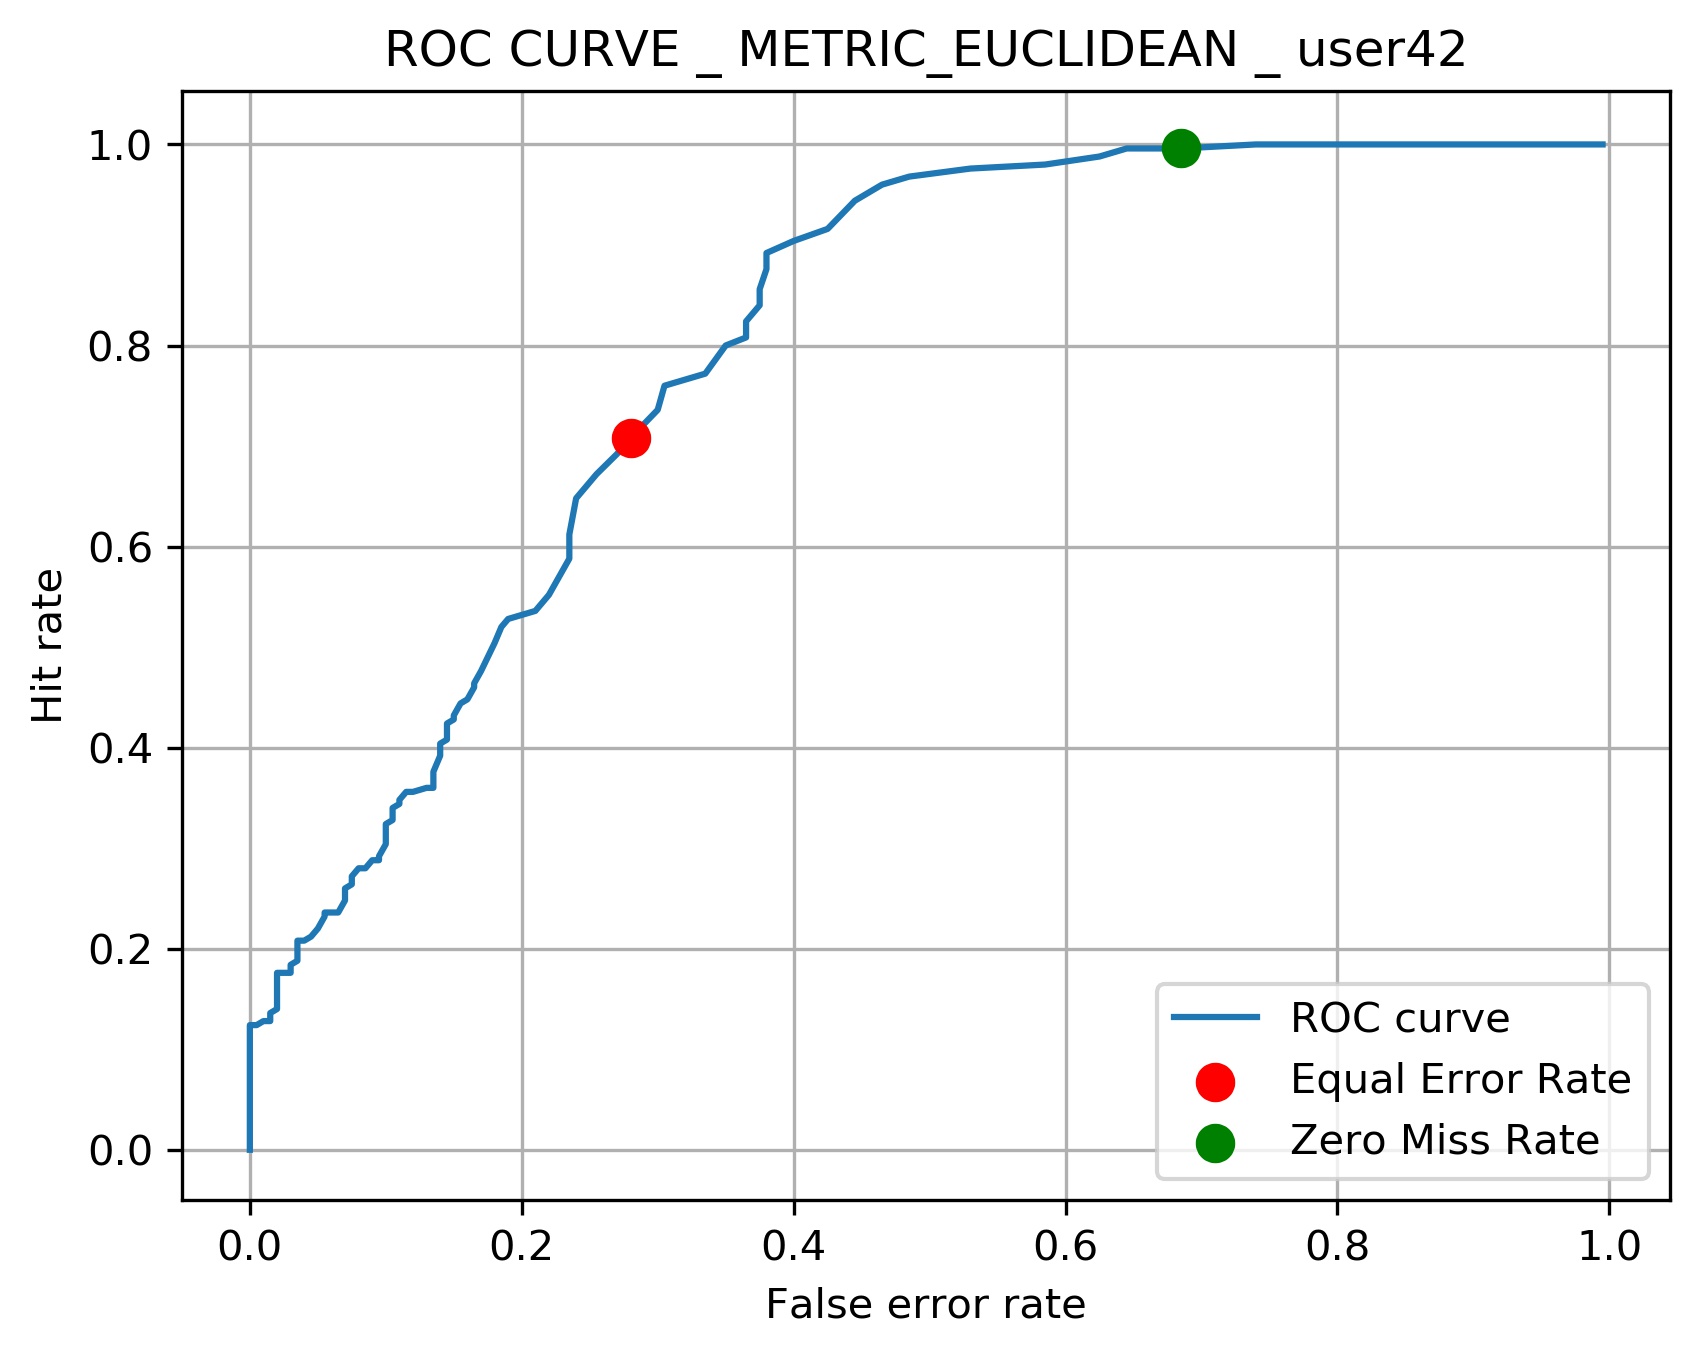 ROC CURVE _ METRIC_EUCLIDEAN _ user42
1.0
0.8
0.6
0.4
0.2
0.0
Hit rate
ROC curve
Equal Error Rate
Zero Miss Rate
0.0 0.2 0.4 0.6 0.8 1.0
False error rate